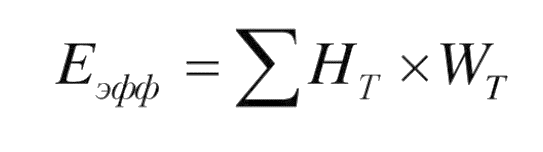 E_эфф = ∑ H_T × W_T